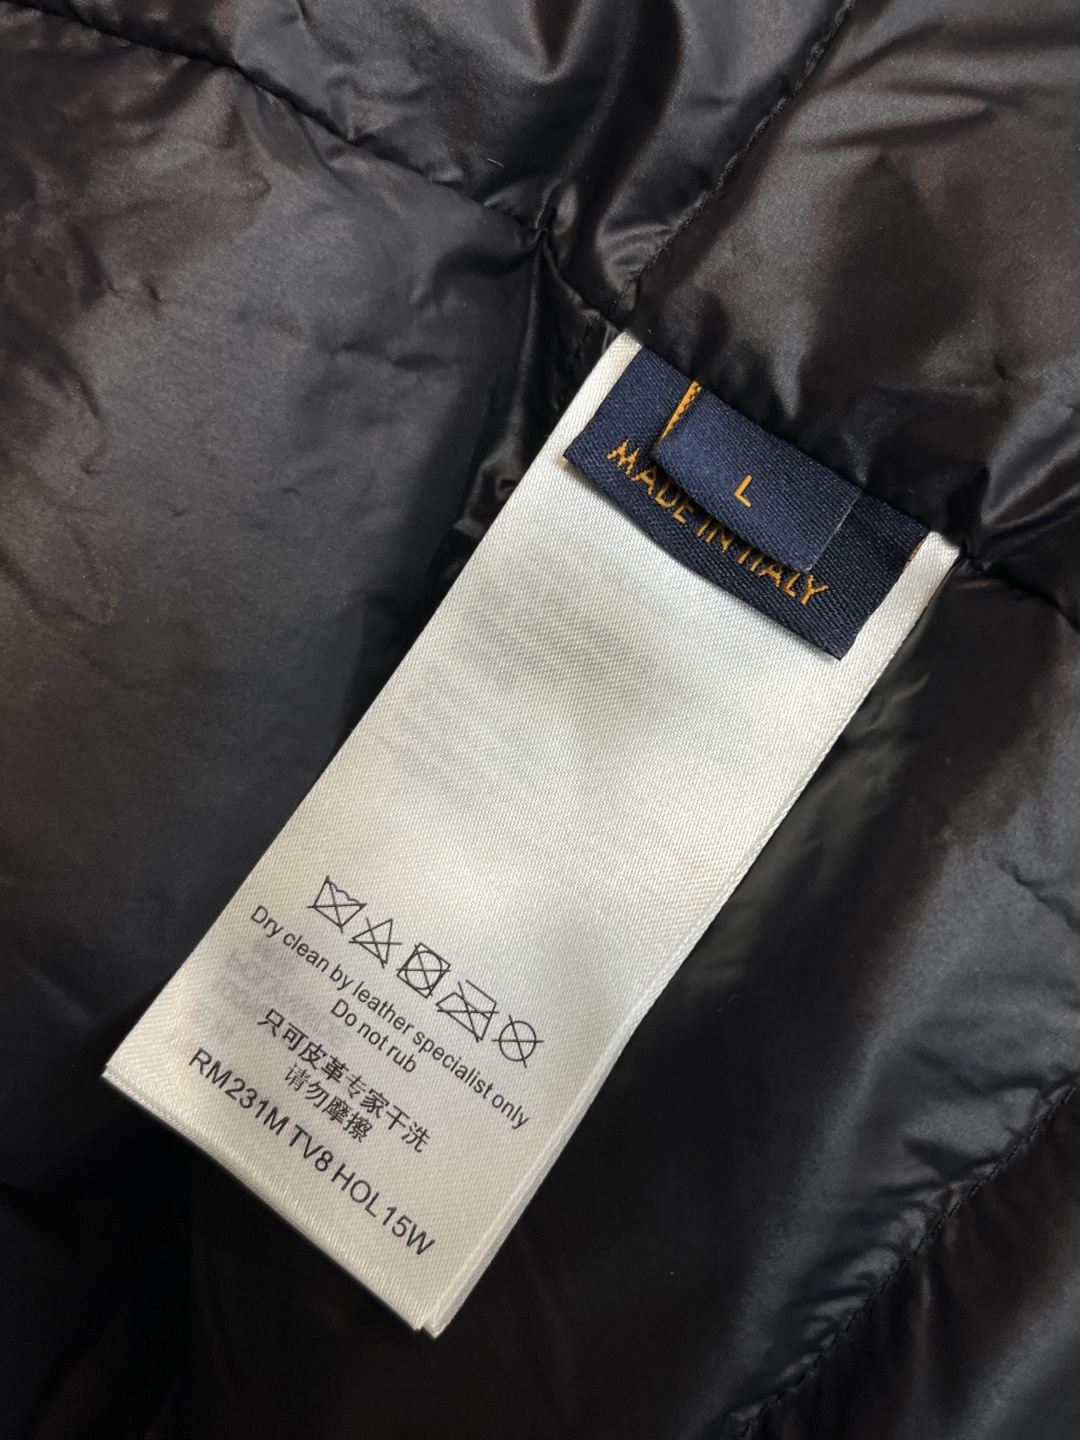 L
MADE IN ITALY
Dry clean by leather specialist only
Do not rub
只可皮革专家干洗
请勿摩擦
RM231M TV8 HOL15W